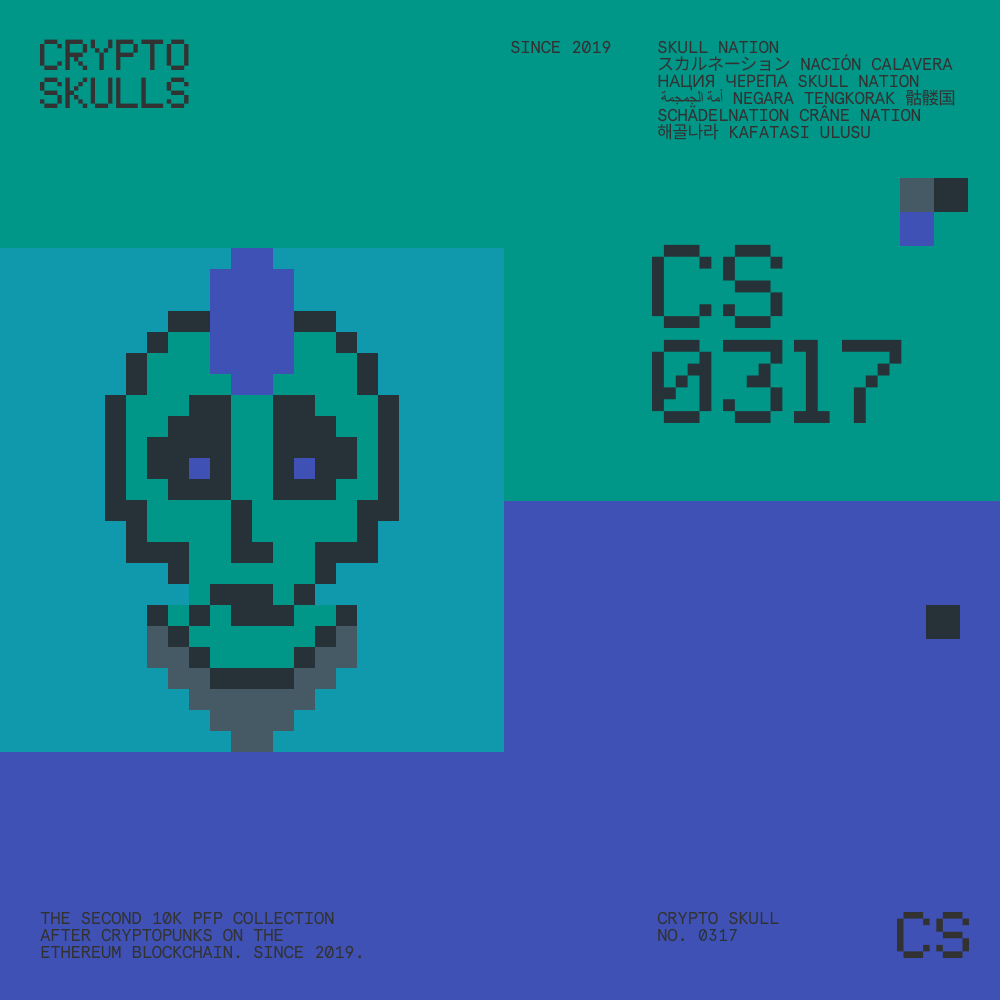 CRYPTO
SKULLS
SINCE 2019
SKULL NATION
スカルネーション NACIÓN CALAVERA
НАЦИЯ ЧЕРЕПА SKULL NATION
أمة الجمجمة NEGARA TENGKORAK 骷髅国
SCHÄDELNATION CRÂNE NATION
해골나라 KAFATASI ULUSU
CS
0317
THE SECOND 10K PFP COLLECTION
AFTER CRYPTOPUNKS ON THE
ETHEREUM BLOCKCHAIN. SINCE 2019.
CRYPTO SKULL
NO. 0317
CS